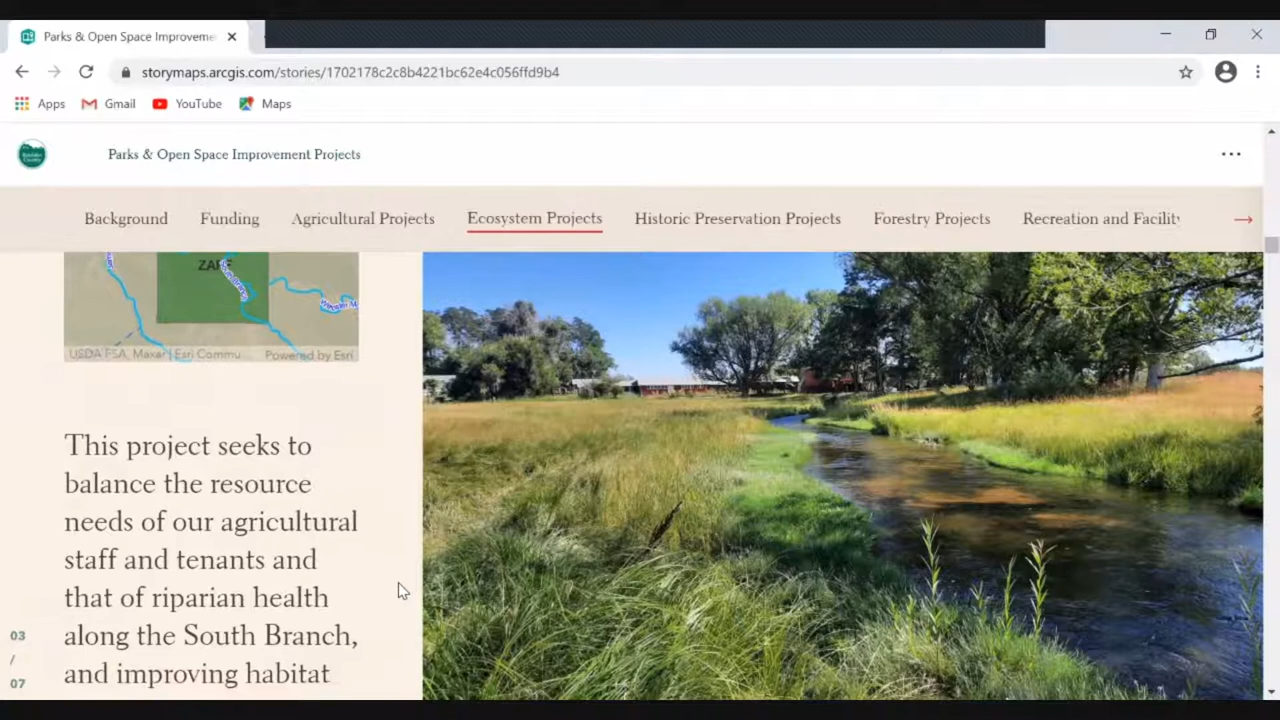 Parks & Open Space Improveme
storymaps.arcgis.com/stories/1702178c2c8b4221bc62e4c056ffd9b4
Apps Gmail YouTube Maps
Parks & Open Space Improvement Projects
Background Funding Agricultural Projects Ecosystem Projects Historic Preservation Projects Forestry Projects Recreation and Facility
USDA FSA, Maxar | Esri Commu... Powered by Esri
This project seeks to
balance the resource
needs of our agricultural
staff and tenants and
that of riparian health
along the South Branch,
and improving habitat
03
/
07